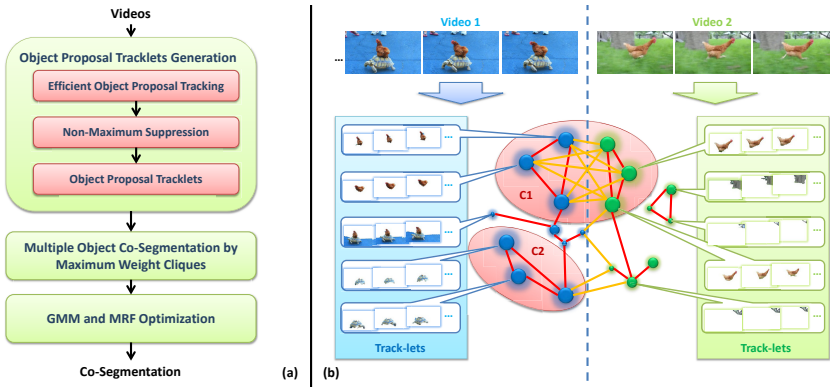 Videos
Object Proposal Tracklets Generation
Efficient Object Proposal Tracking
Non-Maximum Suppression
Object Proposal Tracklets
Multiple Object Co-Segmentation by
Maximum Weight Cliques
GMM and MRF Optimization
Co-Segmentation
(a)
Video 1
Video 2
...
...
...
...
...
...
...
...
...
...
...
C1
C2
Track-lets
Track-lets
(b)